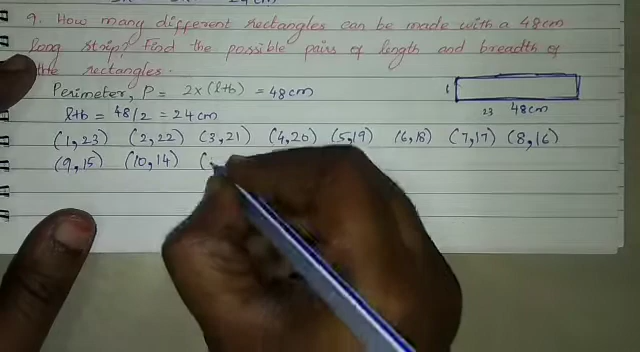 9. How many different rectangles can be made with a 48cm
long strip? Find the possible pairs of length and breadth of
the rectangles.
Perimeter, P = 2x(l+b) = 48cm
l+b = 48/2 = 24cm
1
23 48cm
(1,23) (2,22) (3,21) (4,20) (5,19) (6,18) (7,17) (8,16)
(9,15) (10,14) (